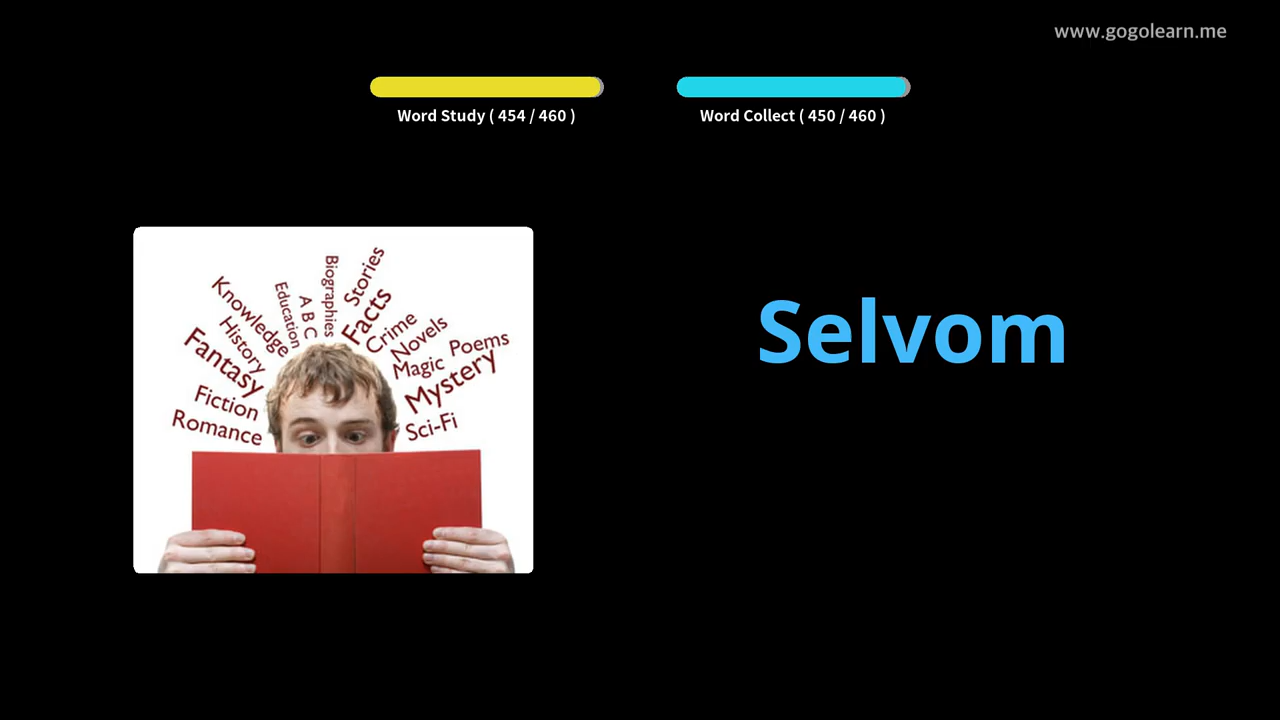 www.gogolearn.me
Word Study ( 454 / 460 )
Word Collect ( 450 / 460 )
Selvom
Knowledge
History
Fantasy
Fiction
Romance
Education
A B C
Biographies
Stories
Facts
Crime
Novels
Magic
Poems
Mystery
Sci-Fi